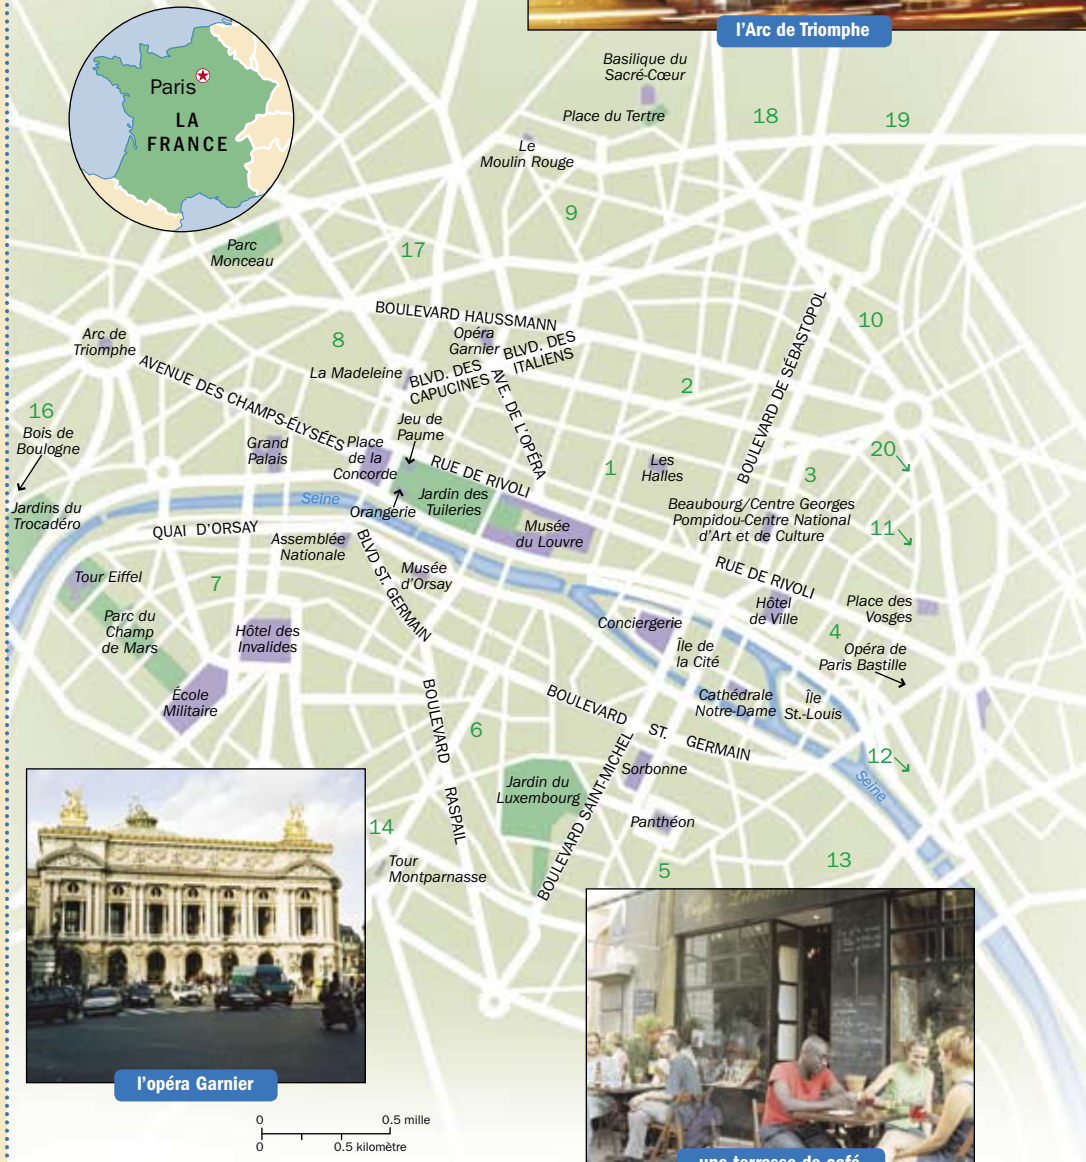 l'Arc de Triomphe
Paris
LA
FRANCE
Basilique du
Sacré-Cœur
Place du Tertre
18
19
Le
Moulin Rouge
9
Parc
Monceau
17
BOULEVARD HAUSSMANN
Opéra
Garnier
BLVD. DES
ITALIENS
BLVD. DES
CAPUCINES
AVE. DE L'OPÉRA
BOULEVARD DE SÉBASTOPOL
10
Arc de
Triomphe
8
La Madeleine
AVENUE DES CHAMPS-ÉLYSÉES
2
16
Bois de
Boulogne
Jeu de
Paume
Grand
Palais
Place
de la
Concorde
RUE DE RIVOLI
1
Les
Halles
3
20
Jardins du
Trocadéro
Seine
Orangerie
Jardin des
Tuileries
Musée
du Louvre
Beaubourg/Centre Georges
Pompidou-Centre National
d'Art et de Culture
11
QUAI D'ORSAY
Assemblée
Nationale
BLVD ST. GERMAIN
Musée
d'Orsay
RUE DE RIVOLI
Tour Eiffel
7
Hôtel
de Ville
Place des
Vosges
Parc du
Champ
de Mars
Hôtel des
Invalides
Conciergerie
Île de
la Cité
4
Opéra de
Paris Bastille
École
Militaire
BOULEVARD
RASPAIL
BOULEVARD ST. GERMAIN
Cathédrale
Notre-Dame
Île
St.-Louis
6
12
Seine
Jardin du
Luxembourg
BOULEVARD SAINT-MICHEL
Sorbonne
Panthéon
14
Tour
Montparnasse
5
13
l'opéra Garnier
0
0.5 mille
0
0.5 kilomètre
une terrasse de café